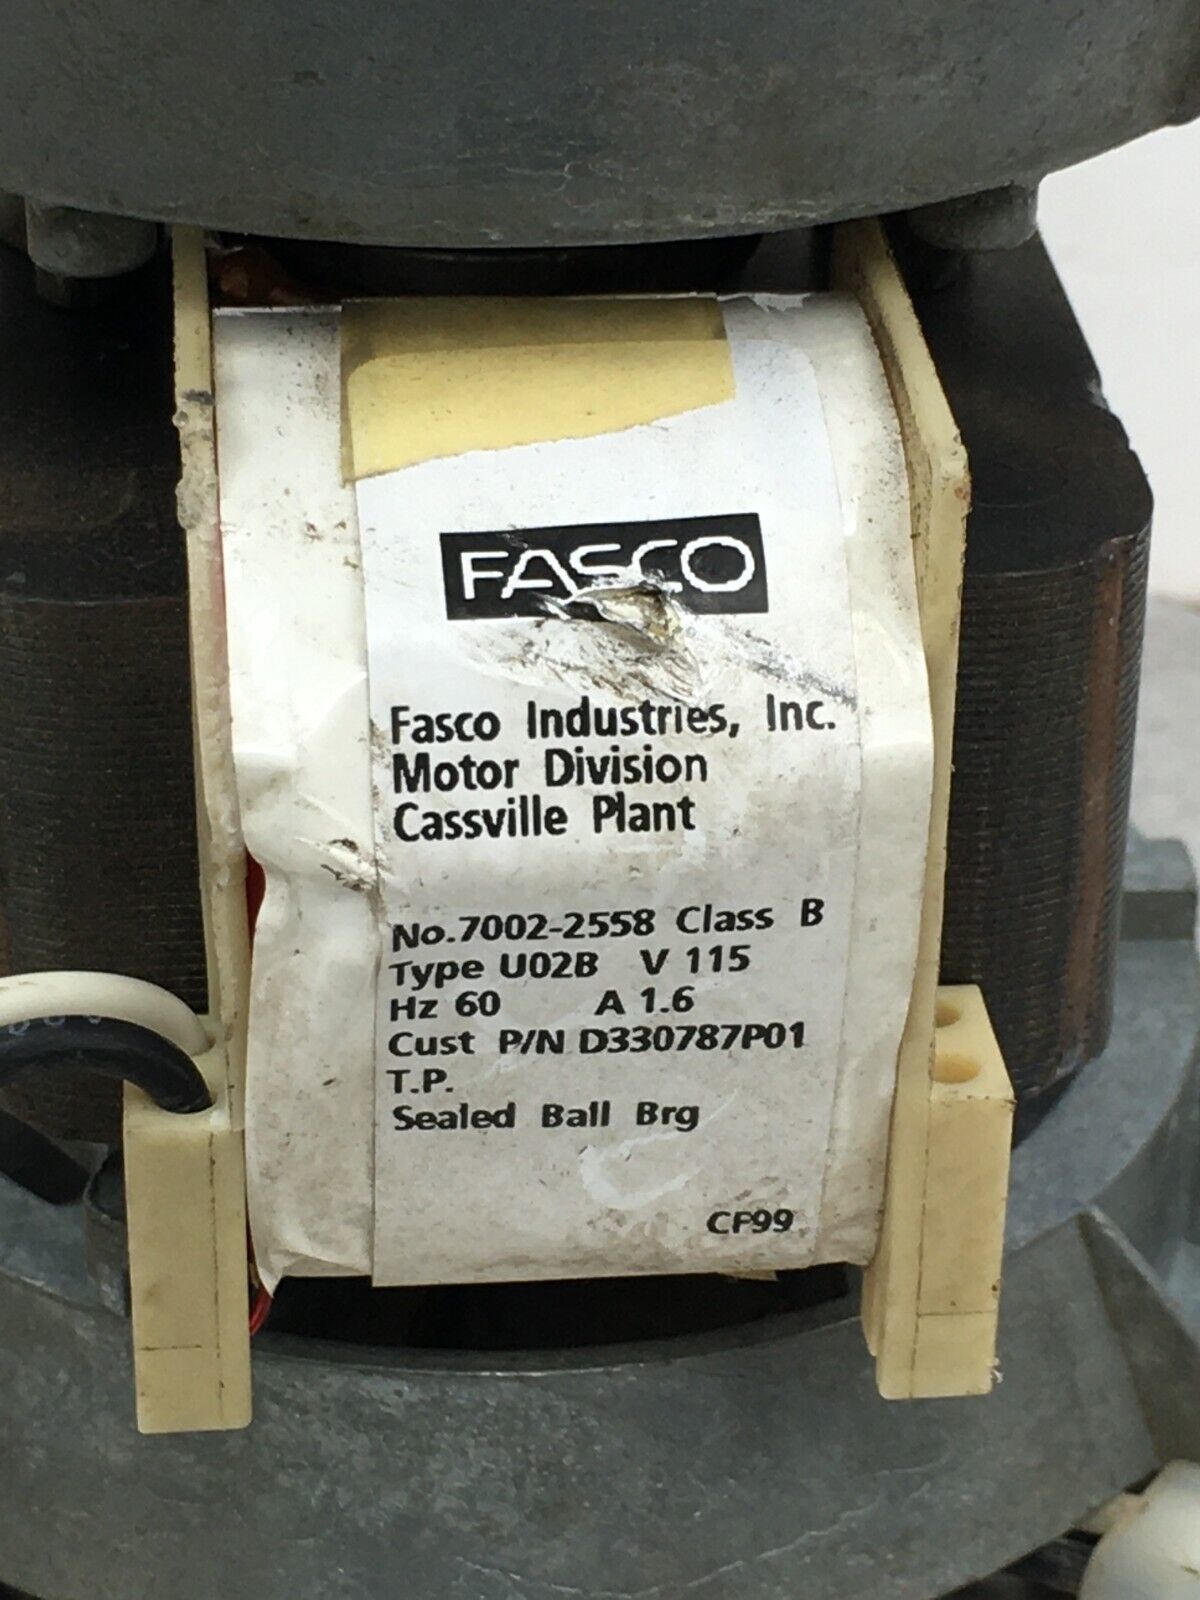 FASCO
Fasco Industries, Inc.
Motor Division
Cassville Plant
No.7002-2558 Class B
Type U02B V 115
Hz 60 A 1.6
Cust P/N D330787P01
T.P.
Sealed Ball Brg
CF99